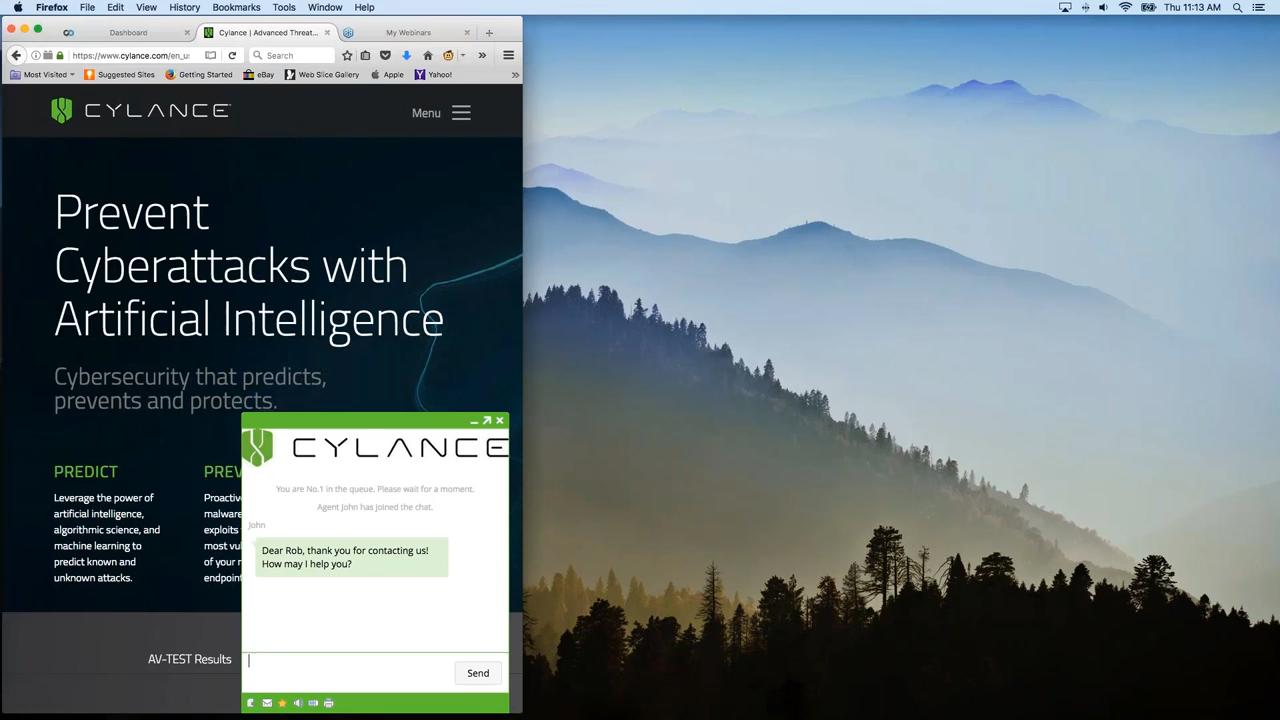 Firefox File Edit View History Bookmarks Tools Window Help
Thu 11:13 AM
Dashboard
Cylance | Advanced Threat...
My Webinars
https://www.cylance.com/en_us
Search
Most Visited
Suggested Sites
Getting Started
eBay
Web Slice Gallery
Apple
Yahoo!
CYLANCE
Menu
Prevent
Cyberattacks with
Artificial Intelligence
Cybersecurity that predicts,
prevents and protects.
PREDICT
Leverage the power of
artificial intelligence,
algorithmic science, and
machine learning to
predict known and
unknown attacks.
PREV
Proactiv
malware
exploits
most vul
of your n
endpoint
AV-TEST Results
CYLANCE
You are No.1 in the queue. Please wait for a moment.
Agent John has joined the chat.
John
Dear Rob, thank you for contacting us!
How may I help you?
Send